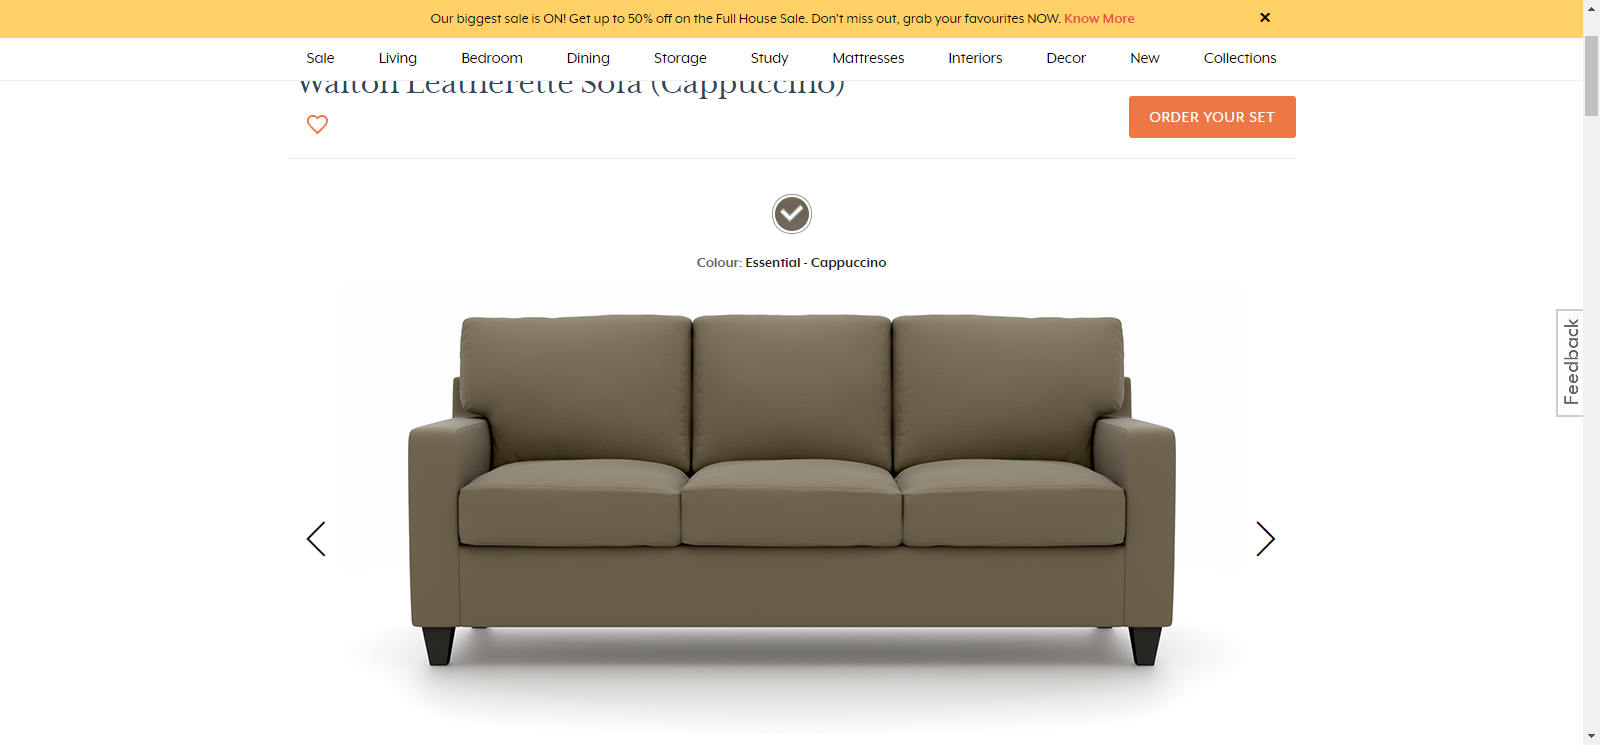 Our biggest sale is ON! Get up to 50% off on the Full House Sale. Don't miss out, grab your favourites NOW. Know More
Sale Living Bedroom Dining Storage Study Mattresses Interiors Decor New Collections
Walton Leatherette Sofa (Cappuccino)
ORDER YOUR SET
Colour: Essential - Cappuccino
Feedback